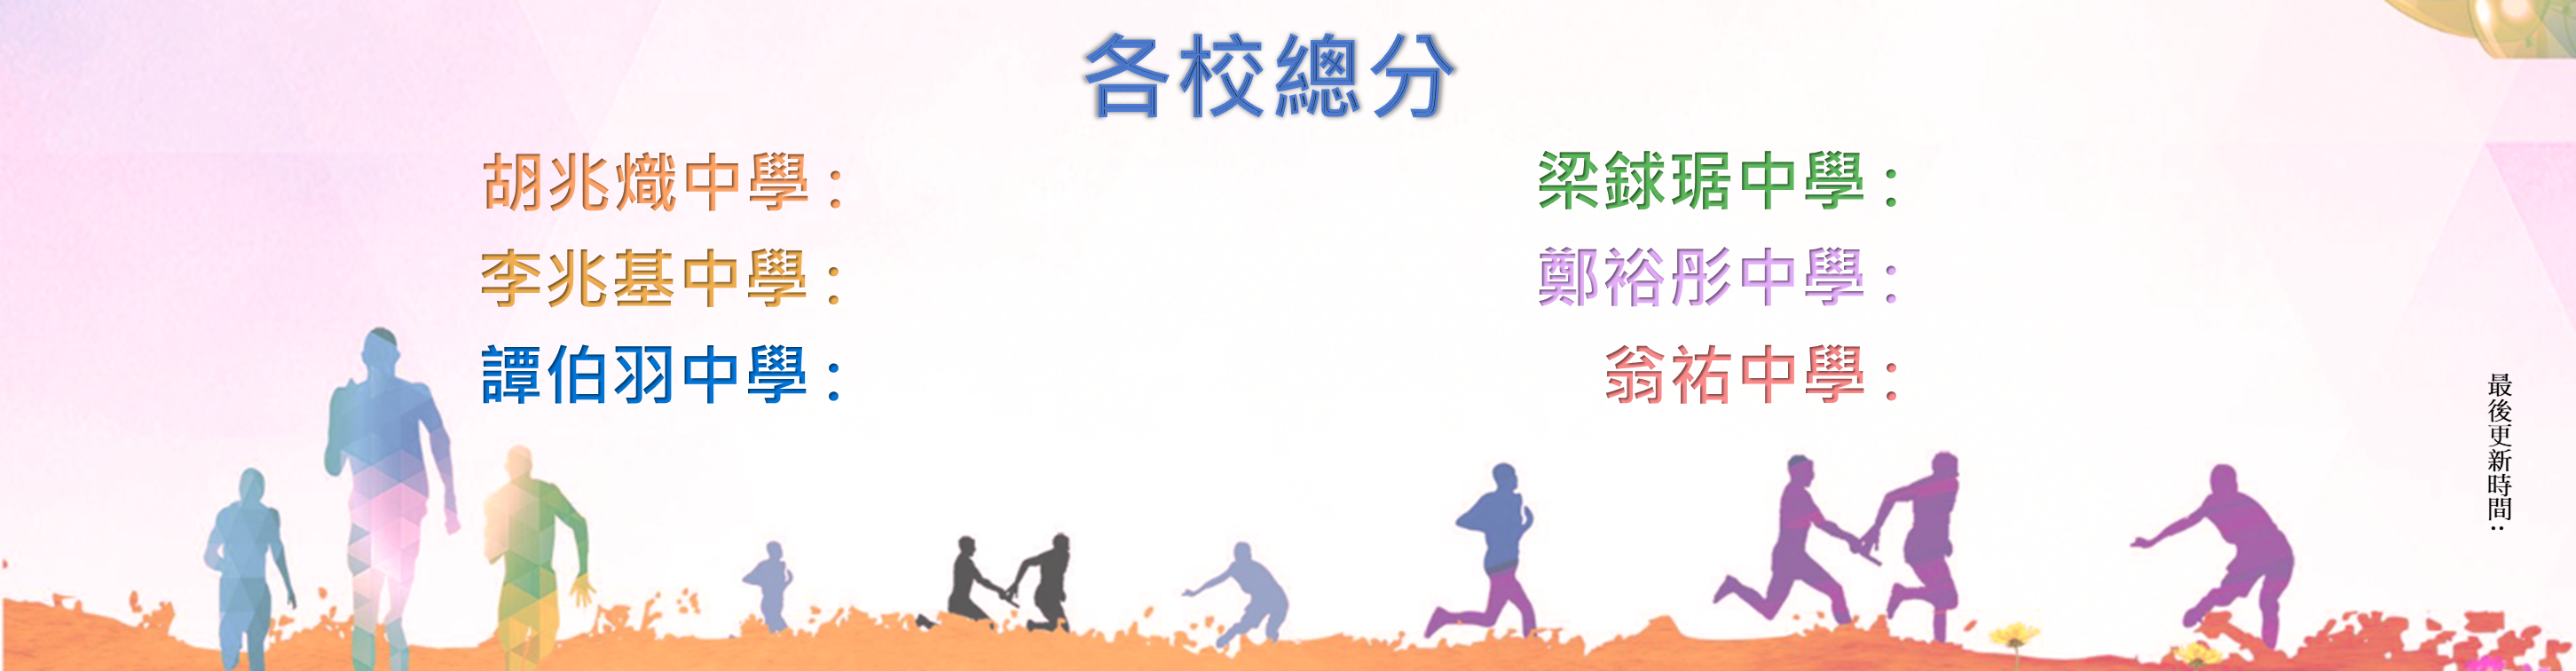 各校總分
胡兆熾中學：
李兆基中學：
譚伯羽中學：
梁銶琚中學：
鄭裕彤中學：
翁祐中學：
最後更新時間：